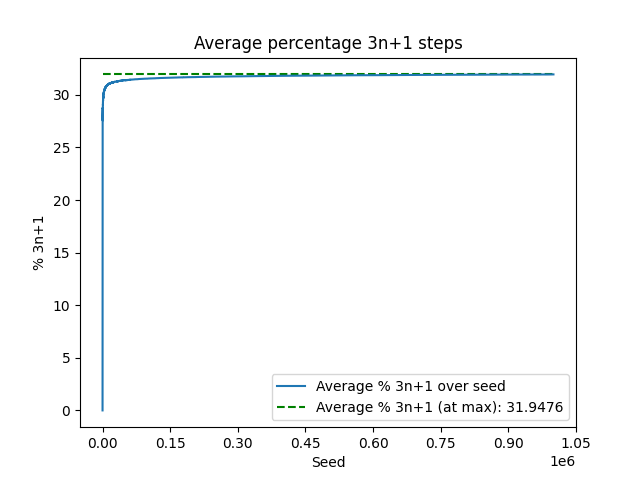 Average percentage 3n+1 steps
% 3n+1
30
25
20
15
10
5
0
Average % 3n+1 over seed
Average % 3n+1 (at max): 31.9476
0.00 0.15 0.30 0.45 0.60 0.75 0.90 1.05
1e6
Seed